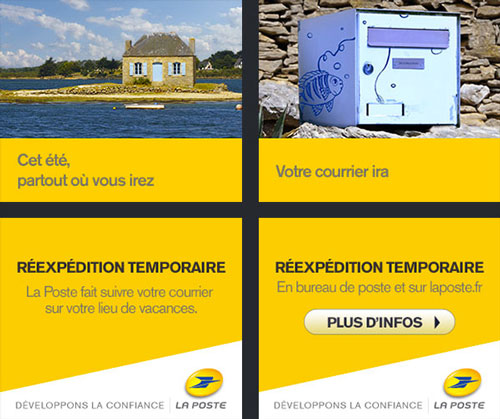 Cet été,
partout où vous irez
Votre courrier ira
RÉEXPÉDITION TEMPORAIRE
La Poste fait suivre votre courrier
sur votre lieu de vacances.
DÉVELOPPONS LA CONFIANCE | LA POSTE
RÉEXPÉDITION TEMPORAIRE
En bureau de poste et sur laposte.fr
PLUS D'INFOS
DÉVELOPPONS LA CONFIANCE | LA POSTE